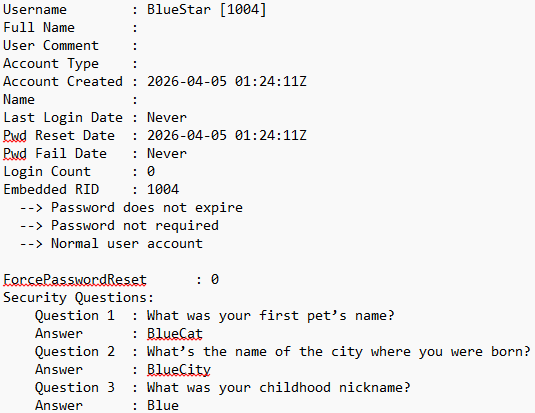 Username       : BlueStar [1004]
Full Name      :
User Comment   :
Account Type   :
Account Created : 2026-04-05 01:24:11Z
Name           :
Last Login Date : Never
Pwd Reset Date  : 2026-04-05 01:24:11Z
Pwd Fail Date   : Never
Login Count     : 0
Embedded RID    : 1004
  --> Password does not expire
  --> Password not required
  --> Normal user account
ForcePasswordReset      : 0
Security Questions:
    Question 1  : What was your first pet’s name?
    Answer      : BlueCat
    Question 2  : What’s the name of the city where you were born?
    Answer      : BlueCity
    Question 3  : What was your childhood nickname?
    Answer      : Blue